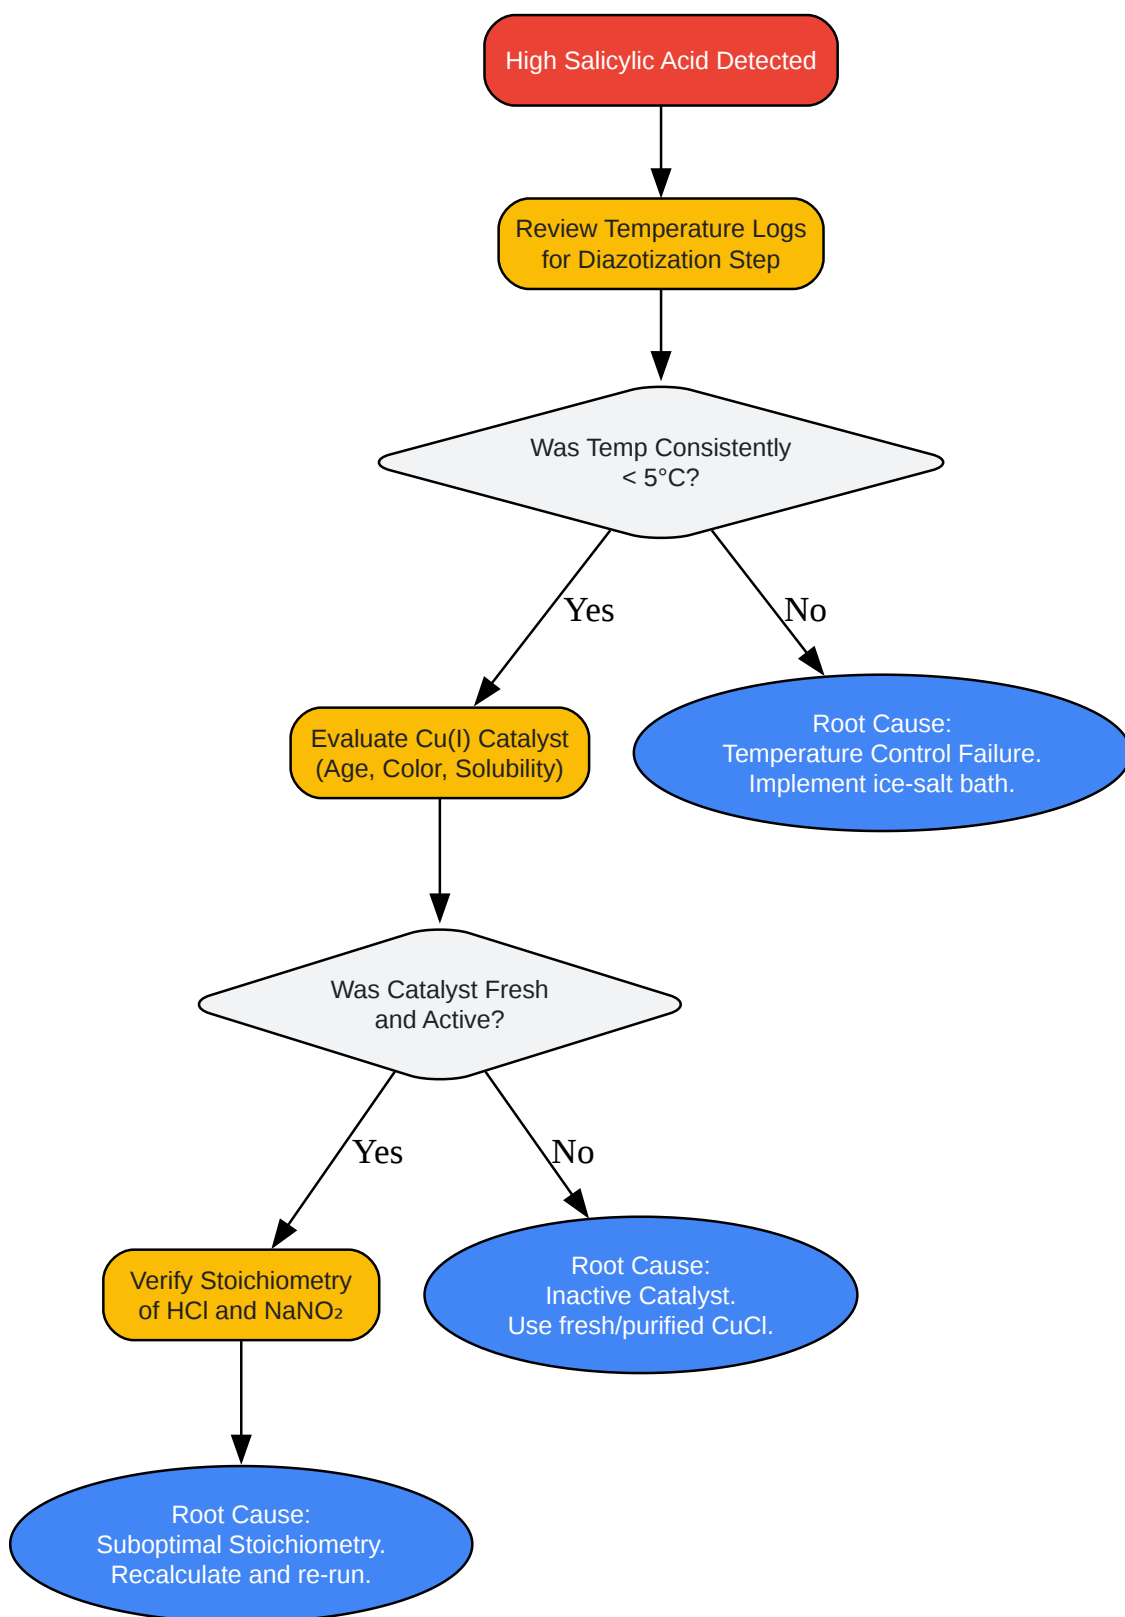 High Salicylic Acid Detected
Review Temperature Logs
for Diazotization Step
Was Temp Consistently
< 5°C?
Yes
No
Evaluate Cu(I) Catalyst
(Age, Color, Solubility)
Root Cause:
Temperature Control Failure.
Implement ice-salt bath.
Was Catalyst Fresh
and Active?
Yes
No
Verify Stoichiometry
of HCl and NaNO₂
Root Cause:
Inactive Catalyst.
Use fresh/purified CuCl.
Root Cause:
Suboptimal Stoichiometry.
Recalculate and re-run.